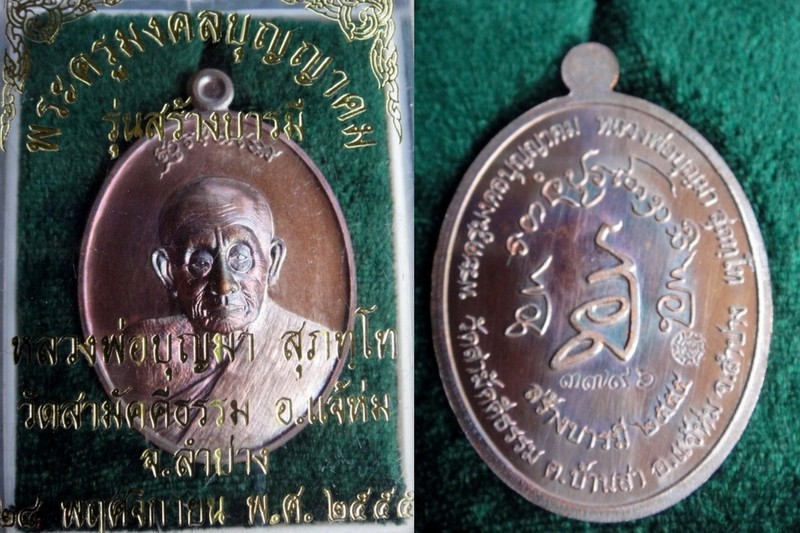 พระครูมงคลบุญญาคม
รุ่นสร้างบารมี
หลวงพ่อบุญมา สุภทฺโท
วัดสามัคคีธรรม อ.แจ้ห่ม
จ.ลำปาง
๒๔ พฤศจิกายน พ.ศ. ๒๕๕๕
พระครูมงคลบุญญาคม หลวงพ่อบุญมา สุภทฺโท
๓๓๙๖
สร้างบารมี ๒๕๕๕
วัดสามัคคีธรรม ต.บ้านสา อ.แจ้ห่ม จ.ลำปาง